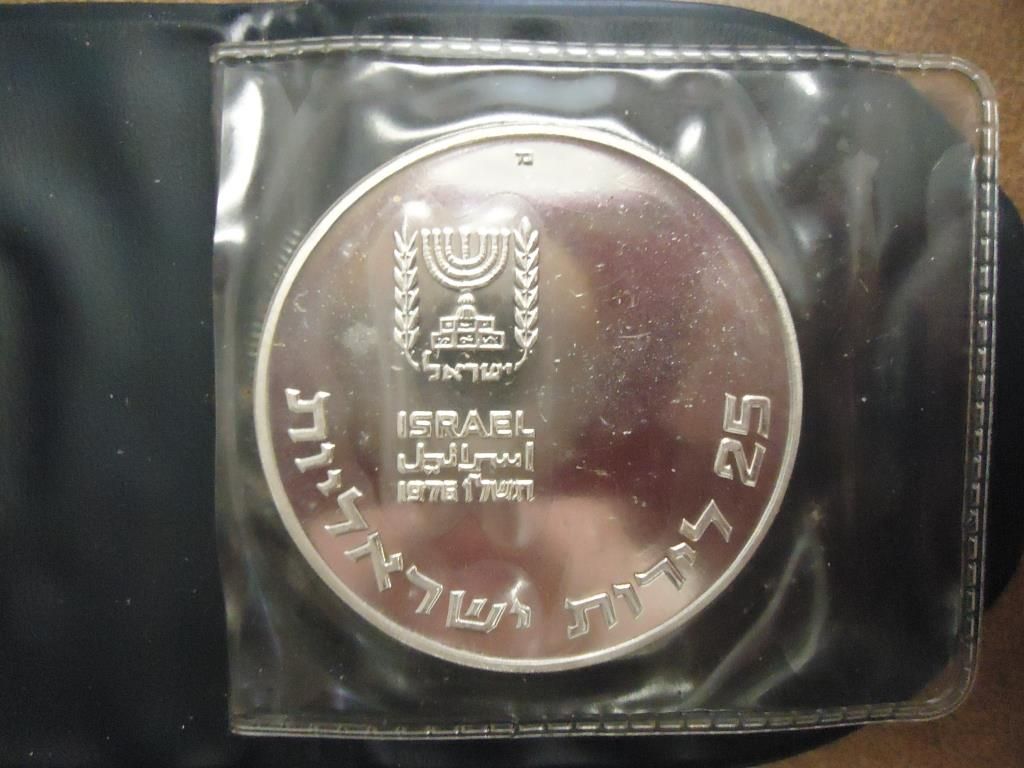 מ
ישראל
ISRAEL
اسرائيل
1976 תשל"ו
25 לירות ישראליות